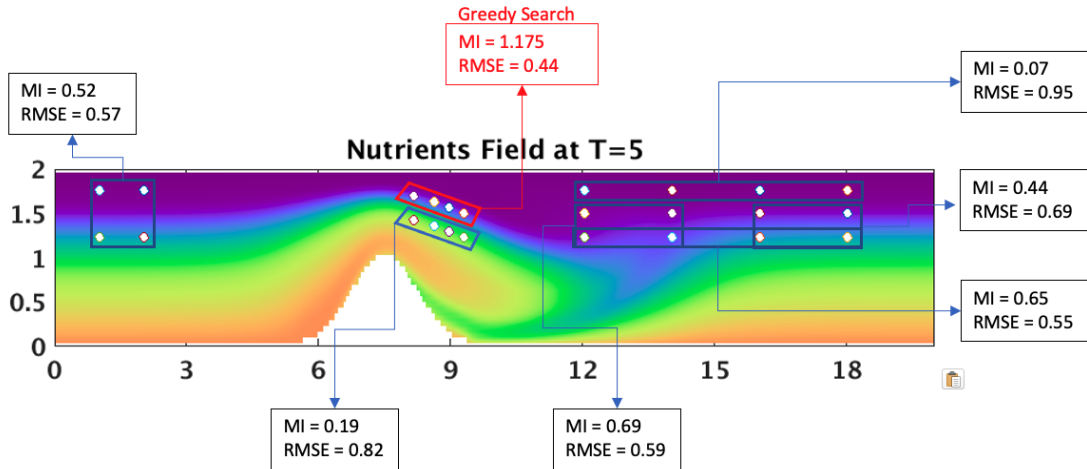 Greedy Search
MI = 1.175
RMSE = 0.44
MI = 0.52
RMSE = 0.57
MI = 0.07
RMSE = 0.95
Nutrients Field at T=5
2
1.5
1
0.5
0
0 3 6 9 12 15 18
MI = 0.44
RMSE = 0.69
MI = 0.65
RMSE = 0.55
MI = 0.19
RMSE = 0.82
MI = 0.69
RMSE = 0.59